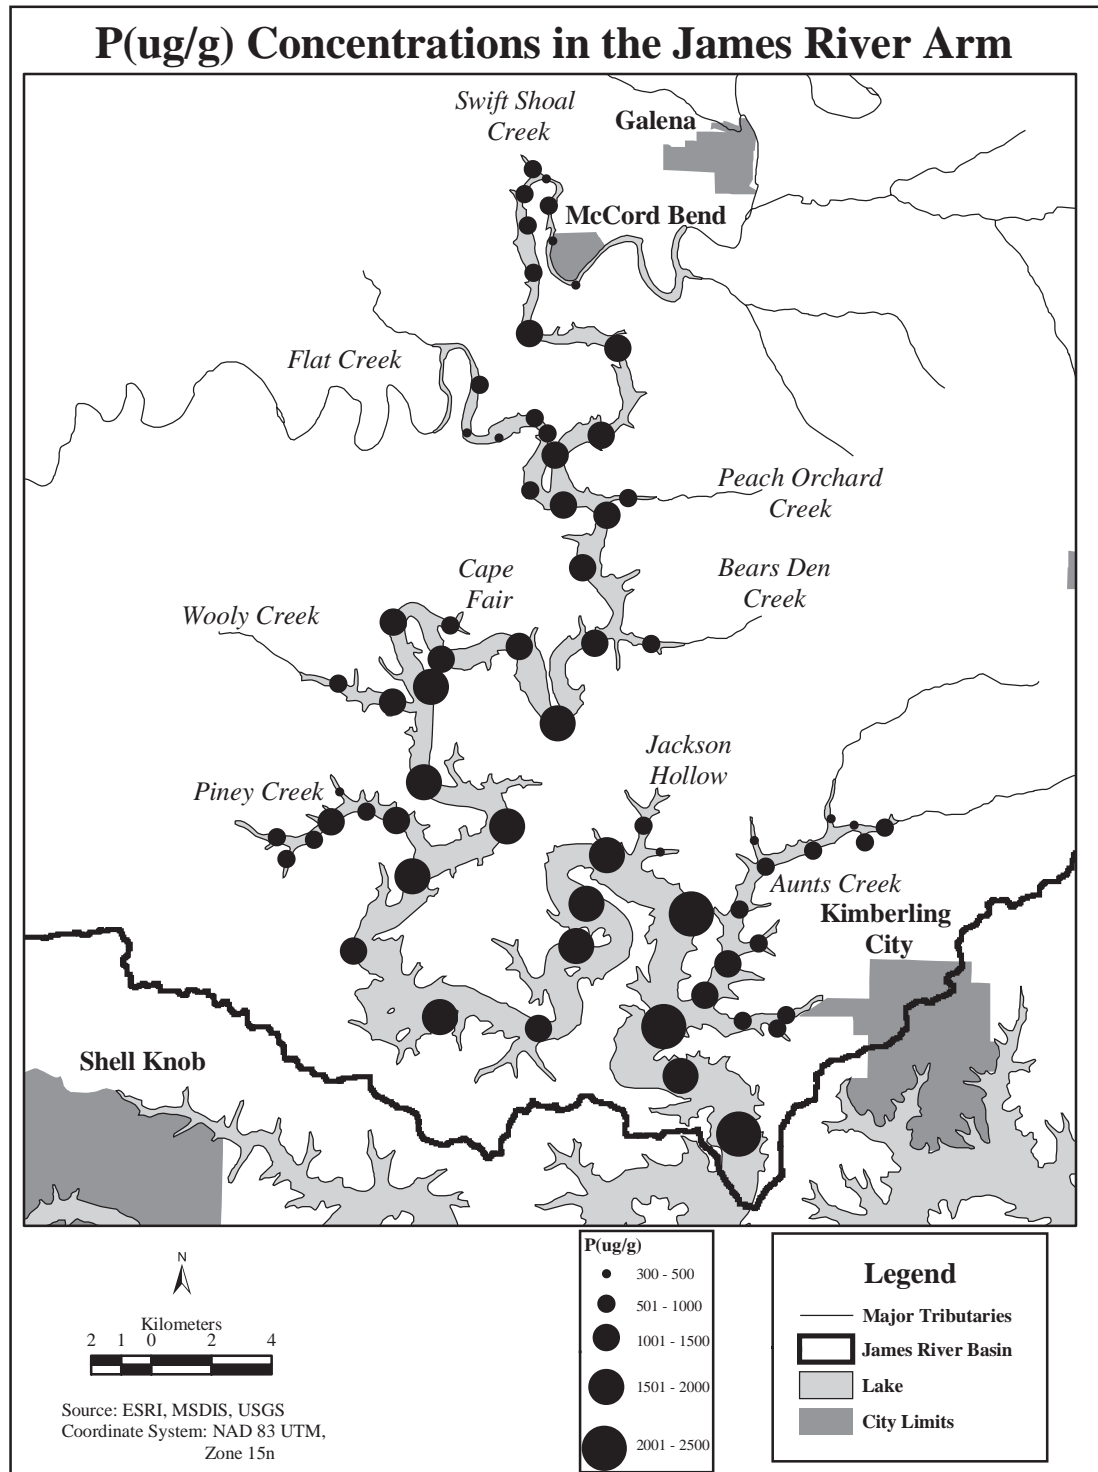 P(ug/g) Concentrations in the James River Arm
Swift Shoal
Creek
Galena
McCord Bend
Flat Creek
Peach Orchard
Creek
Cape
Fair
Bears Den
Creek
Wooly Creek
Jackson
Hollow
Piney Creek
Aunts Creek
Kimberling
City
Shell Knob
N
Kilometers
2 1 0 2 4
Source: ESRI, MSDIS, USGS
Coordinate System: NAD 83 UTM,
Zone 15n
P(ug/g)
300 - 500
501 - 1000
1001 - 1500
1501 - 2000
2001 - 2500
Legend
Major Tributaries
James River Basin
Lake
City Limits